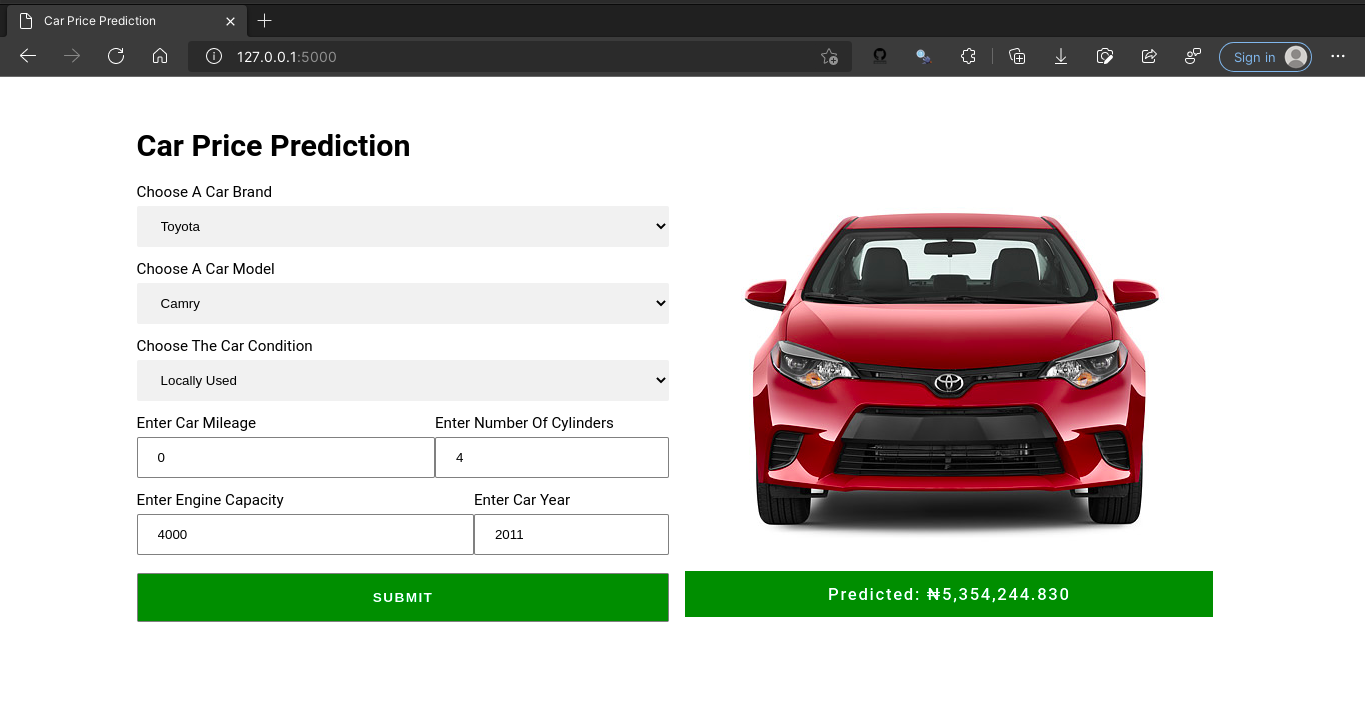 Car Price Prediction
127.0.0.1:5000
Sign in
Car Price Prediction
Choose A Car Brand
Toyota
Choose A Car Model
Camry
Choose The Car Condition
Locally Used
Enter Car Mileage
Enter Number Of Cylinders
0
4
Enter Engine Capacity
Enter Car Year
4000
2011
SUBMIT
Predicted: ₦5,354,244.830